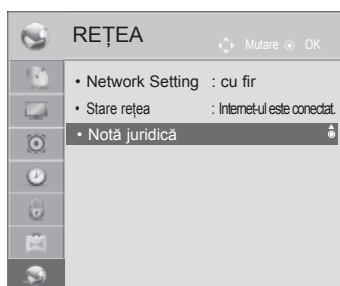 REȚEA
Mutare OK
• Network Setting : cu fir
• Stare rețea : Internet-ul este conectat.
• Notă juridică